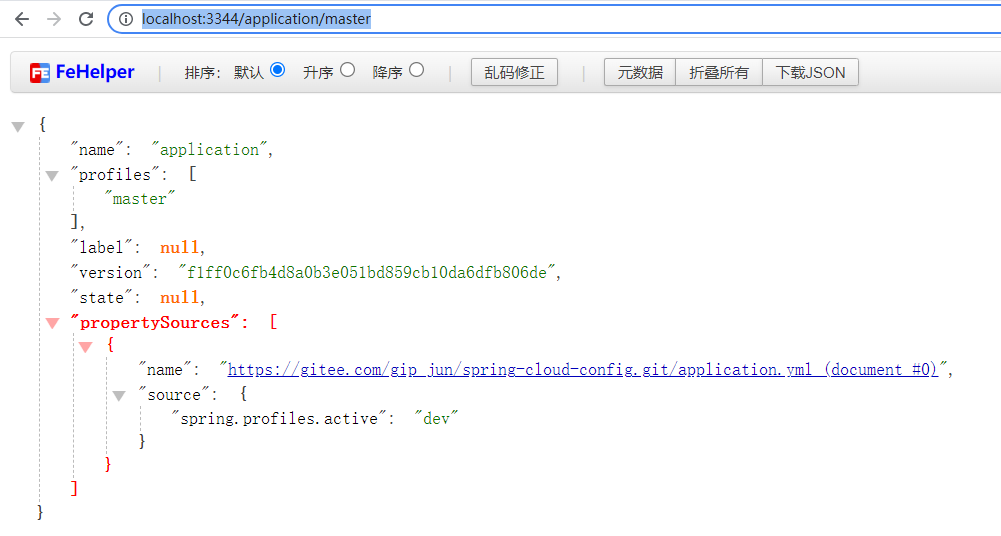 localhost:3344/application/master
FE FeHelper | 排序: 默认 升序 降序 | 乱码修正 | 元数据 折叠所有 下载JSON
{
"name": "application",
"profiles": [
"master"
],
"label": null,
"version": "f1ff0c6fb4d8a0b3e051bd859cb10da6dfb806de",
"state": null,
"propertySources": [
{
"name": "https://gitee.com/gip_jun/spring-cloud-config.git/application.yml (document #0)",
"source": {
"spring.profiles.active": "dev"
}
}
]
}